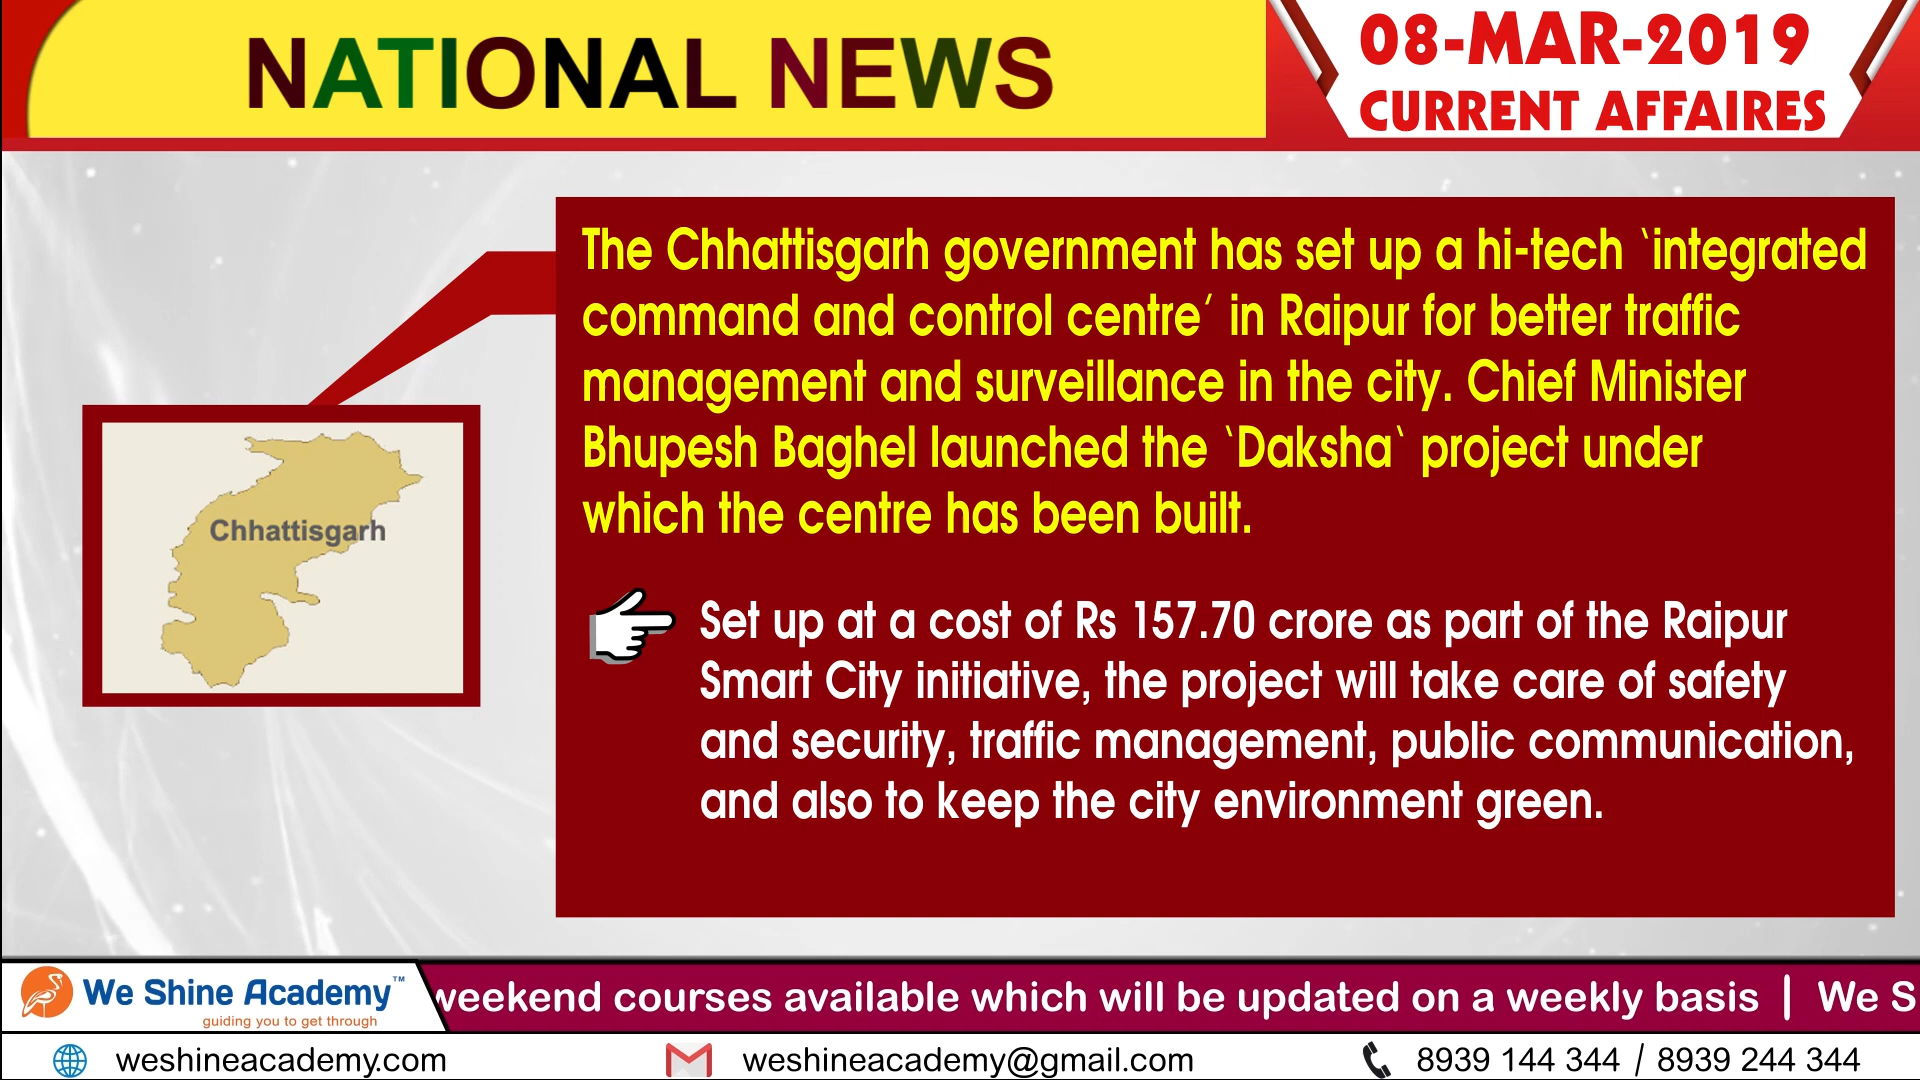 NATIONAL NEWS
08-MAR-2019
CURRENT AFFAIRES
The Chhattisgarh government has set up a hi-tech `integrated
command and control centre´ in Raipur for better traffic
management and surveillance in the city. Chief Minister
Bhupesh Baghel launched the `Daksha` project under
which the centre has been built.
Chhattisgarh
Set up at a cost of Rs 157.70 crore as part of the Raipur
Smart City initiative, the project will take care of safety
and security, traffic management, public communication,
and also to keep the city environment green.
We Shine Academy™
guiding you to get through
weekend courses available which will be updated on a weekly basis | We S
weshineacademy.com
weshineacademy@gmail.com
8939 144 344 / 8939 244 344